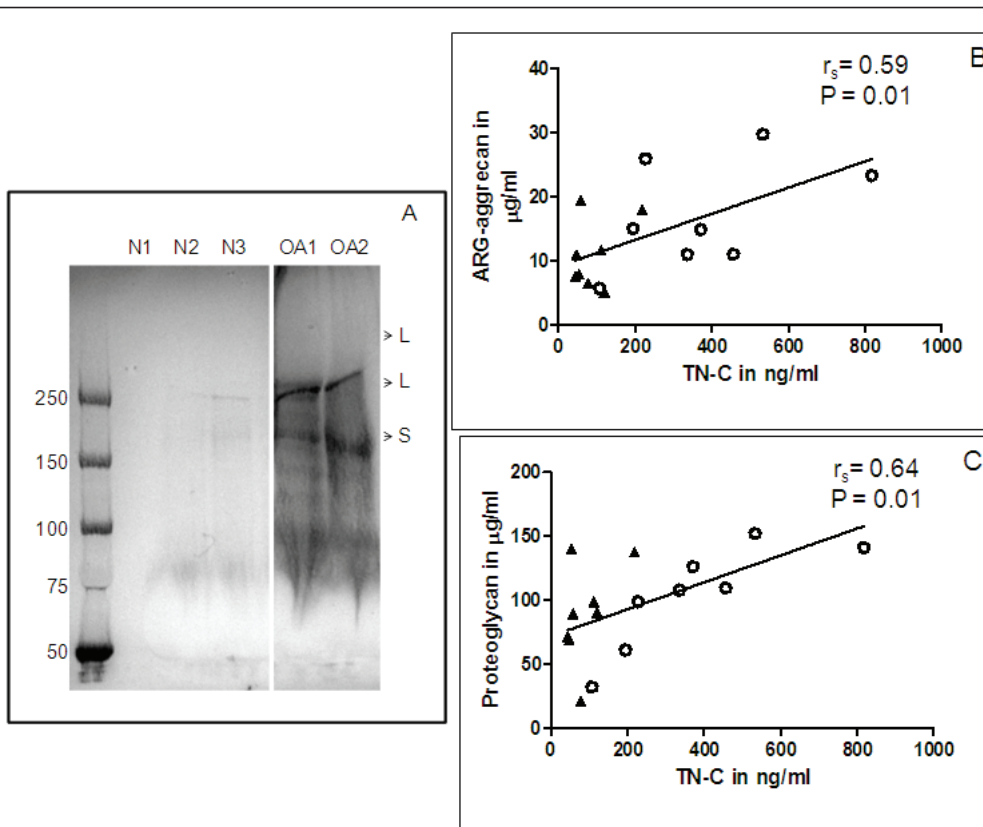 A
N1 N2 N3 OA1 OA2
> L
> L
250
> S
150
100
75
50
B
rs= 0.59
P = 0.01
ARG-aggrecan in
µg/ml
40
30
20
10
0
0 200 400 600 800 1000
TN-C in ng/ml
C
rs= 0.64
P = 0.01
Proteoglycan in µg/ml
200
150
100
50
0
0 200 400 600 800 1000
TN-C in ng/ml